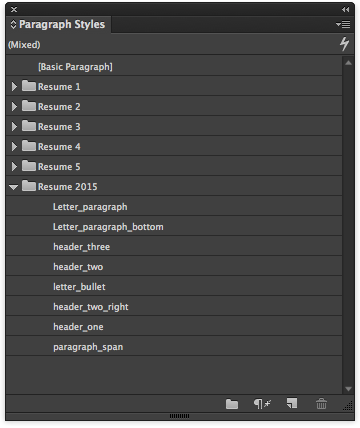 Paragraph Styles
(Mixed)
[Basic Paragraph]
Resume 1
Resume 2
Resume 3
Resume 4
Resume 5
Resume 2015
Letter_paragraph
Letter_paragraph_bottom
header_three
header_two
letter_bullet
header_two_right
header_one
paragraph_span